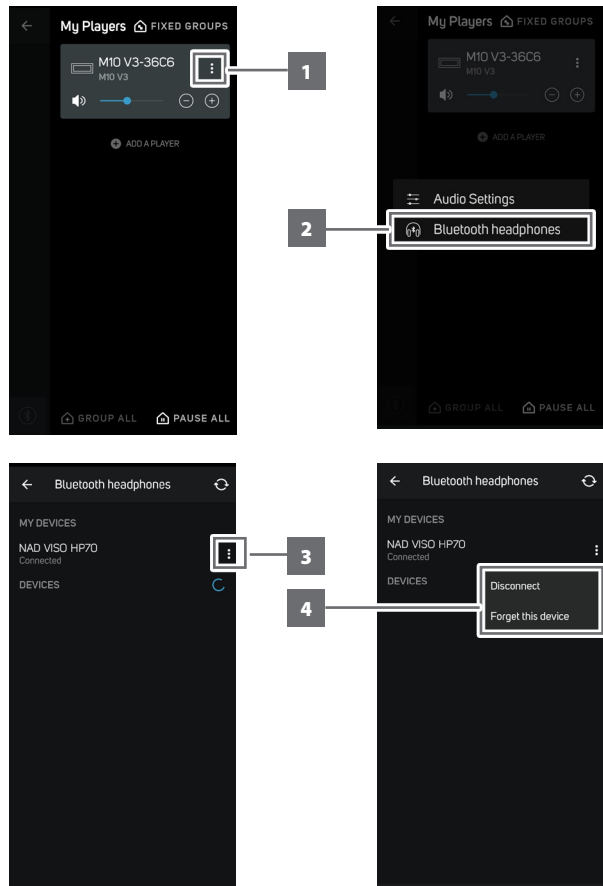 My Players FIXED GROUPS
M10 V3-36C6
M10 V3
ADD A PLAYER
GROUP ALL PAUSE ALL
1
My Players FIXED GROUPS
M10 V3-36C6
M10 V3
ADD A PLAYER
Audio Settings
Bluetooth headphones
GROUP ALL PAUSE ALL
2
Bluetooth headphones
MY DEVICES
NAD VISO HP70
Connected
DEVICES
3
Bluetooth headphones
MY DEVICES
NAD VISO HP70
Connected
DEVICES
Disconnect
Forget this device
4